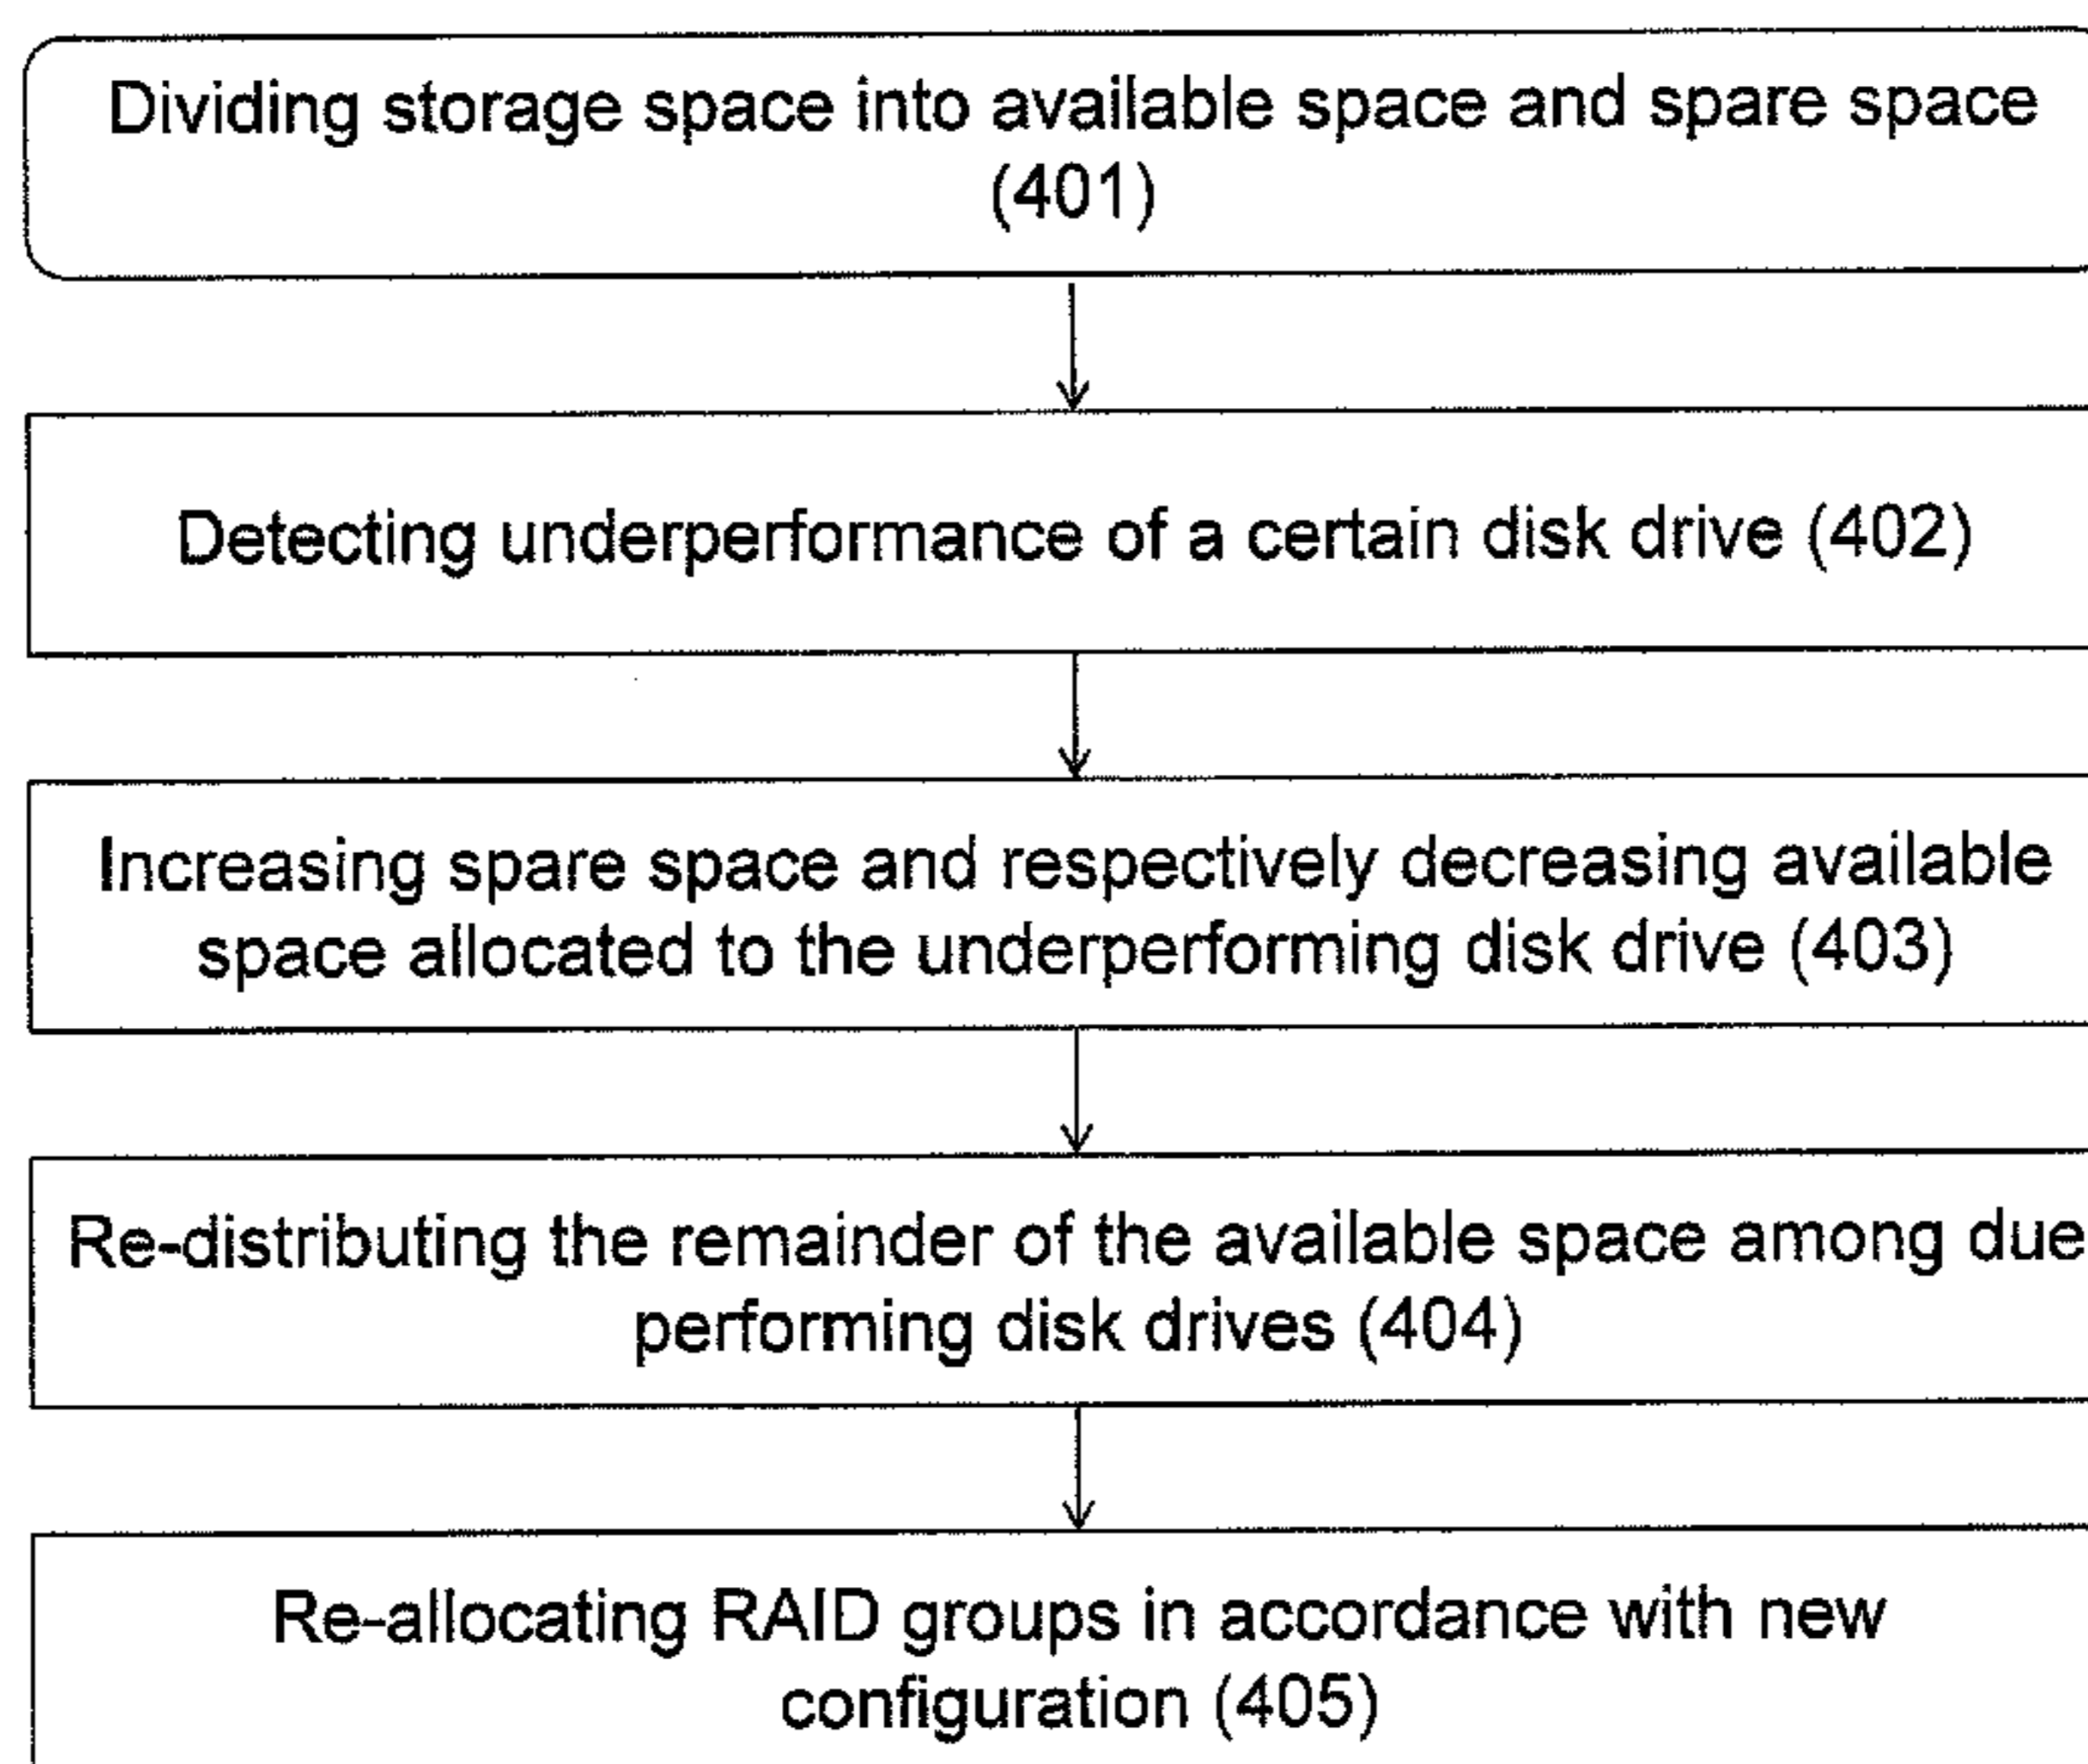 Dividing storage space into available space and spare space
(401)
Detecting underperformance of a certain disk drive (402)
Increasing spare space and respectively decreasing available
space allocated to the underperforming disk drive (403)
Re-distributing the remainder of the available space among due
performing disk drives (404)
Re-allocating RAID groups in accordance with new
configuration (405)